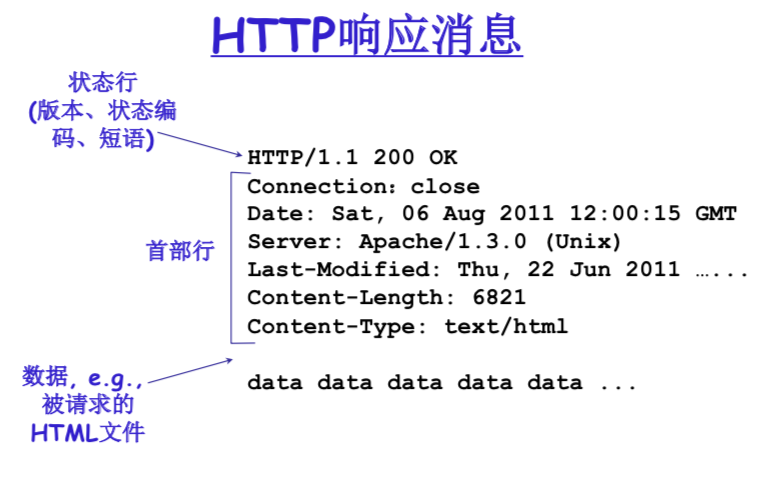 HTTP响应消息
状态行
(版本、状态编
码、短语)
HTTP/1.1 200 OK
Connection：close
Date: Sat, 06 Aug 2011 12:00:15 GMT
Server: Apache/1.3.0 (Unix)
首部行
Last-Modified: Thu, 22 Jun 2011 …...
Content-Length: 6821
Content-Type: text/html
数据, e.g.,
被请求的
HTML文件
data data data data data ...